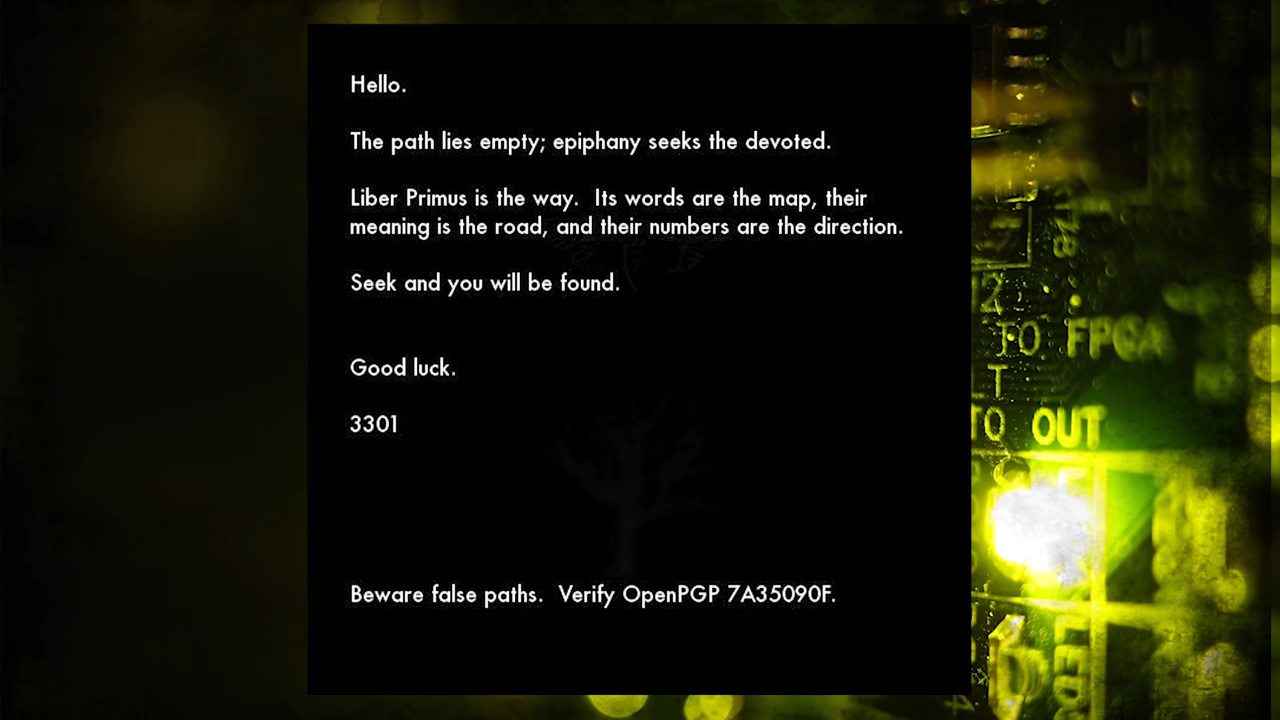 Hello.
The path lies empty; epiphany seeks the devoted.
Liber Primus is the way.  Its words are the map, their
meaning is the road, and their numbers are the direction.
Seek and you will be found.
Good luck.
3301
Beware false paths.  Verify OpenPGP 7A35090F.
TO FPGA
OUT